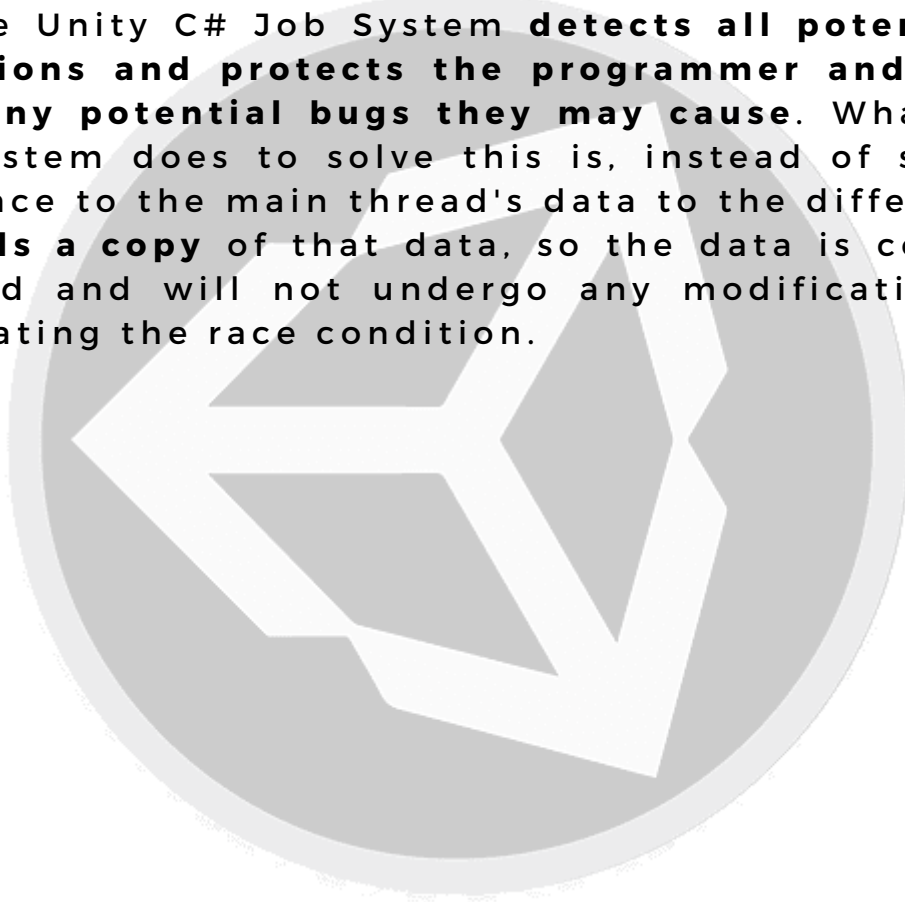 e Unity C# Job System detects all poten
ions and protects the programmer and
ny potential bugs they may cause. Wha
stem does to solve this is, instead of s
nce to the main thread's data to the diffe
ds a copy of that data, so the data is co
d and will not undergo any modificati
ating the race condition.